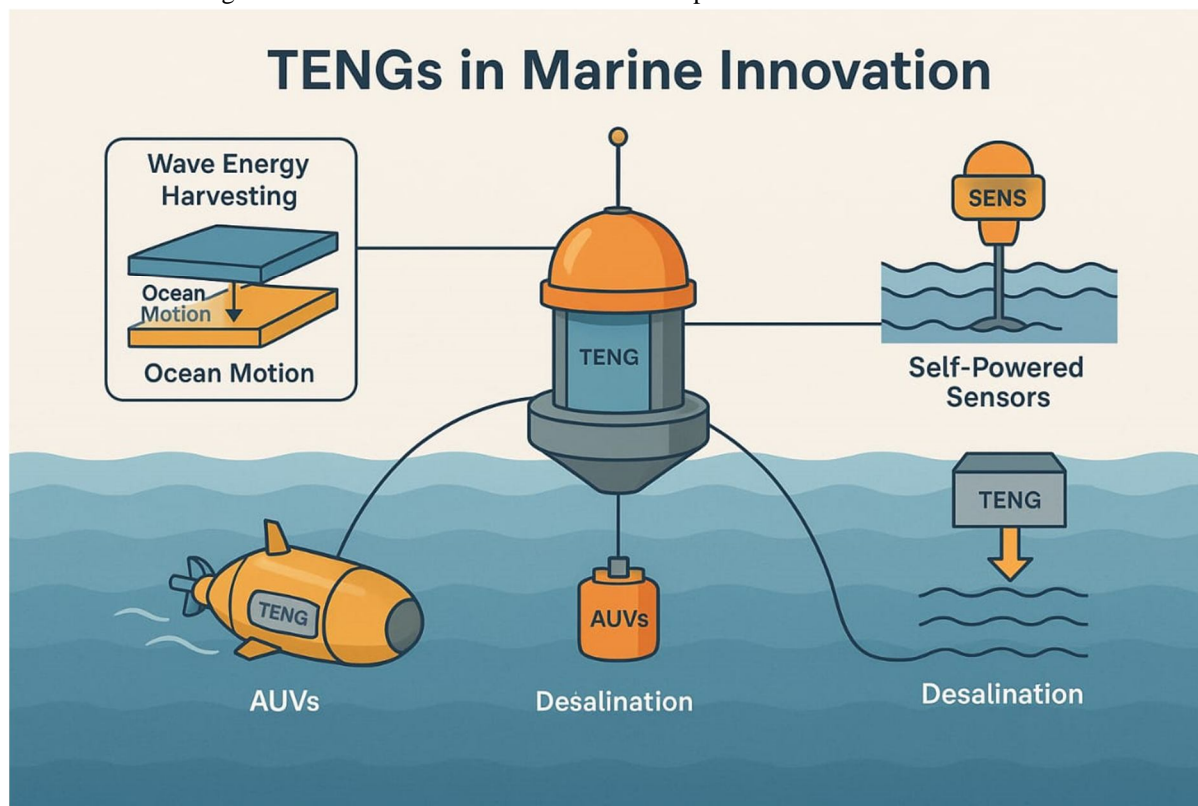 TENGs in Marine Innovation
Wave Energy
Harvesting
Ocean
Motion
Ocean Motion
TENG
SENS
Self-Powered
Sensors
TENG
TENG
AUVs
AUVs
Desalination
Desalination